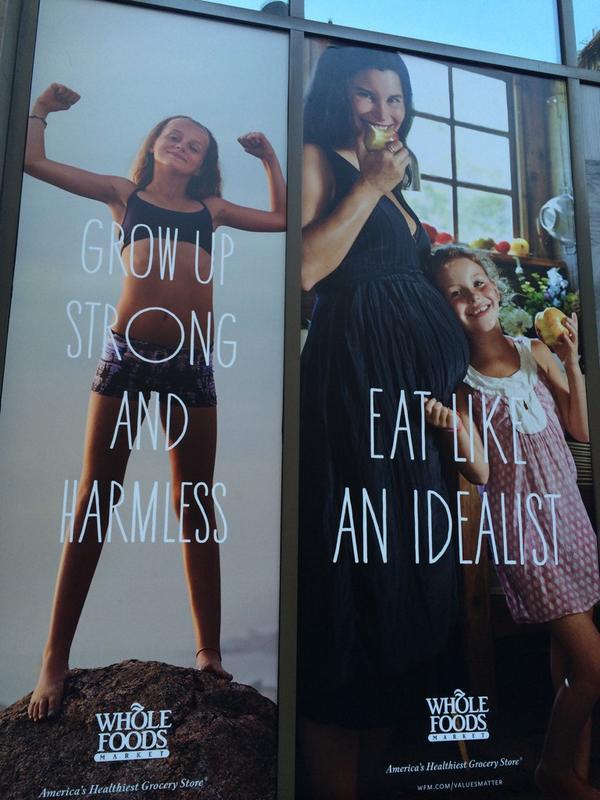 GROW UP
STRONG
AND
HARMLESS
WHOLE
FOODS
MARKET
America's Healthiest Grocery Store®
EAT LIKE
AN IDEALIST
WHOLE
FOODS
MARKET
America's Healthiest Grocery Store®
WFM.COM/VALUESMATTER